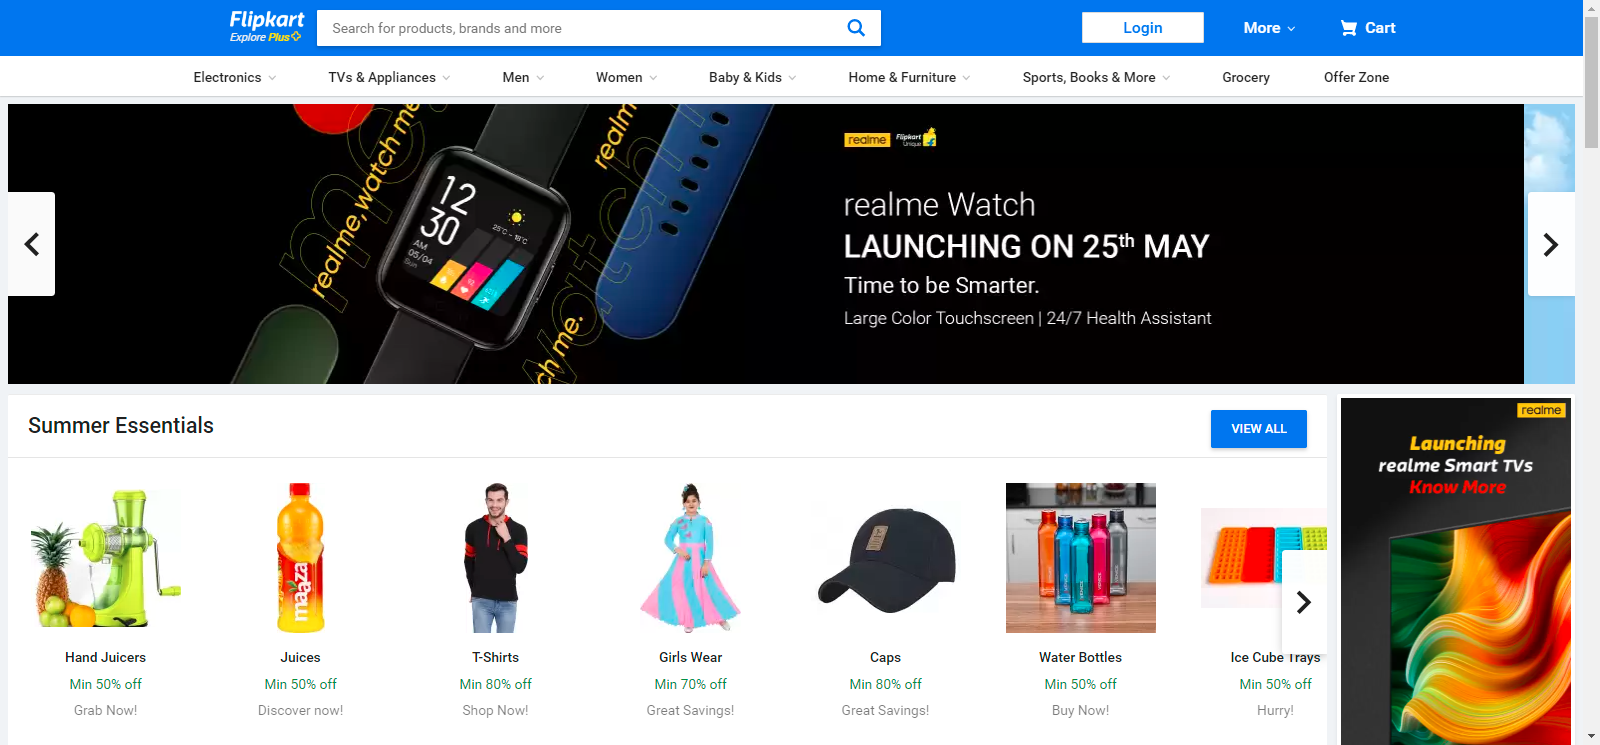 Flipkart
Explore Plus
Search for products, brands and more
Login
More
Cart
Electronics
TVs & Appliances
Men
Women
Baby & Kids
Home & Furniture
Sports, Books & More
Grocery
Offer Zone
realme, watch me
realme
watch me.
12
30
AM
05/04
Sun
25°C - 18°C
realme
Flipkart
Unique
realme Watch
LAUNCHING ON 25th MAY
Time to be Smarter.
Large Color Touchscreen | 24/7 Health Assistant
Summer Essentials
VIEW ALL
maaza
Hand Juicers
Min 50% off
Grab Now!
Juices
Min 50% off
Discover now!
T-Shirts
Min 80% off
Shop Now!
Girls Wear
Min 70% off
Great Savings!
Caps
Min 80% off
Great Savings!
Water Bottles
Min 50% off
Buy Now!
Ice Cube Trays
Min 50% off
Hurry!
realme
Launching
realme Smart TVs
Know More